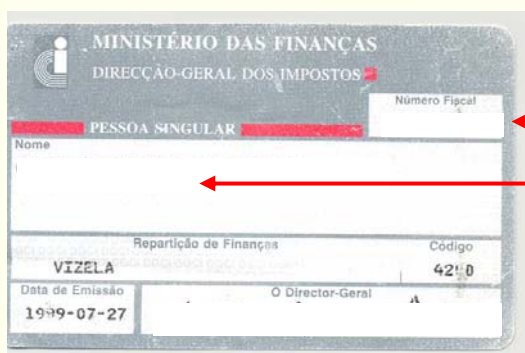 MINISTÉRIO DAS FINANÇAS
DIRECÇÃO-GERAL DOS IMPOSTOS
Número Fiscal
PESSOA SINGULAR
Nome
Repartição de Finanças
Código
VIZELA
Data de Emissão
O Director-Geral
1999-07-27